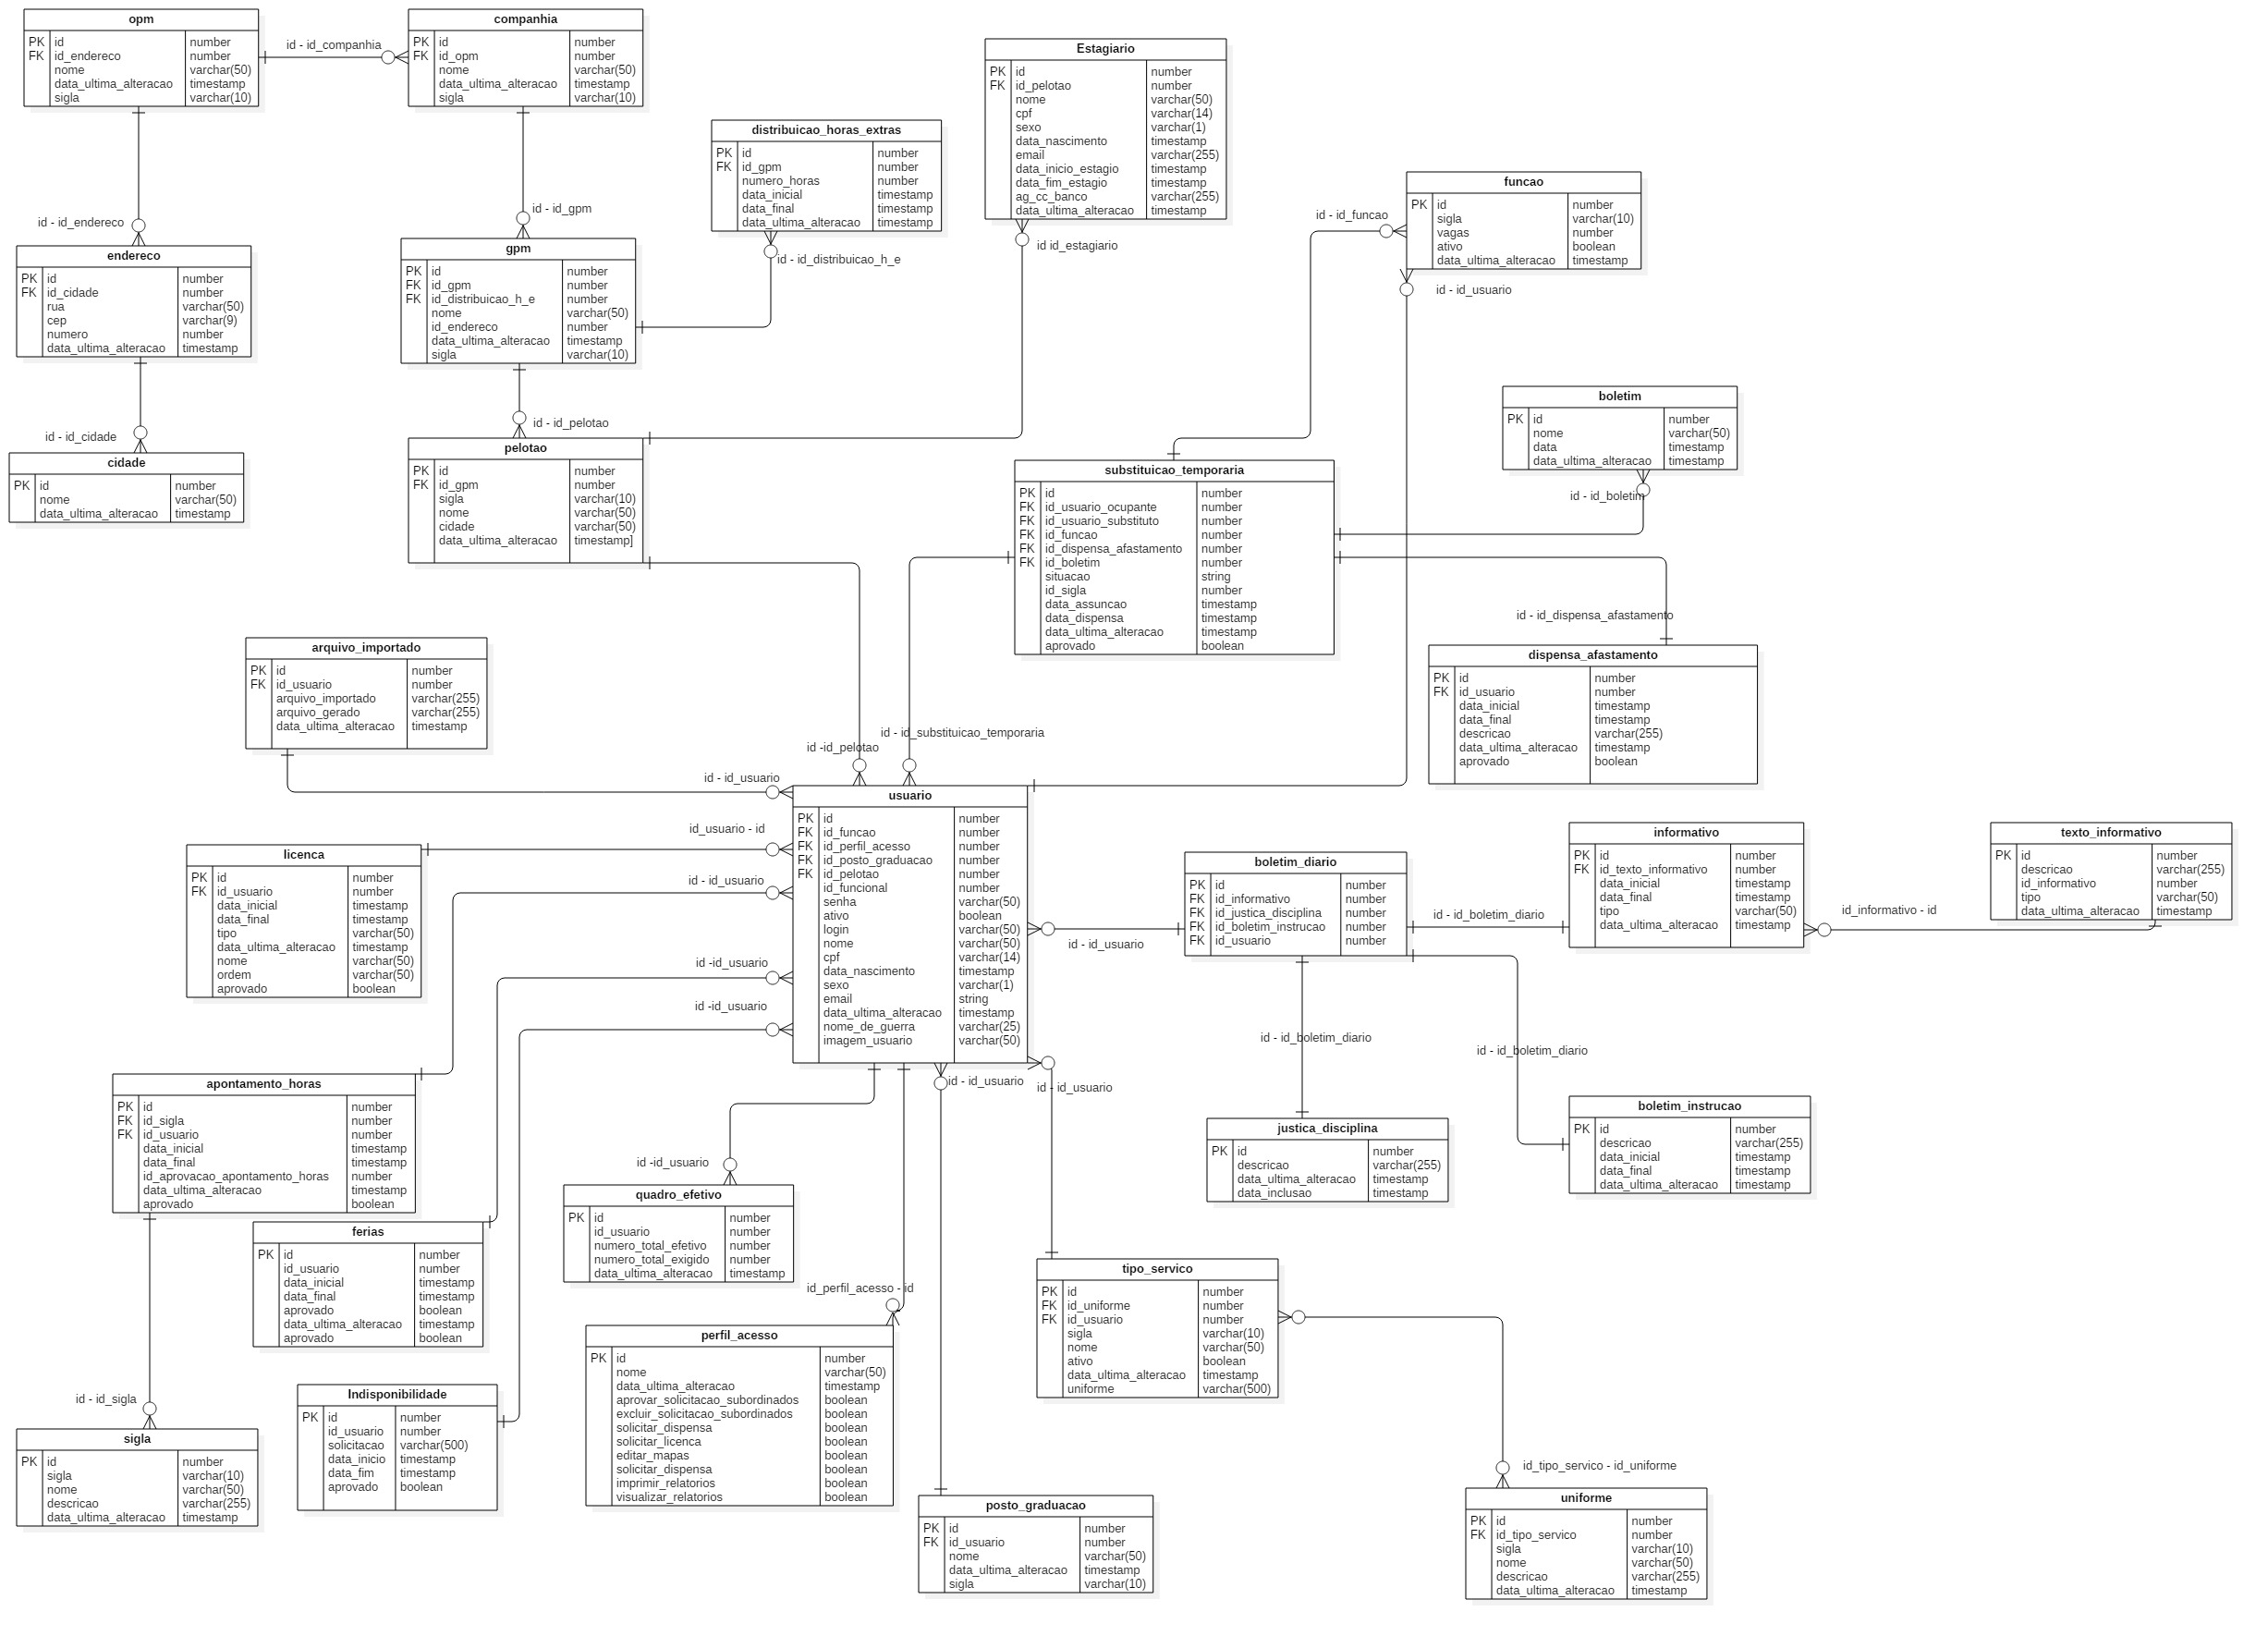 opm
PK id number
FK id_endereco number
nome varchar(50)
data_ultima_alteracao timestamp
sigla varchar(10)
id - id_companhia
companhia
PK id number
FK id_opm number
nome varchar(50)
data_ultima_alteracao timestamp
sigla varchar(10)
Estagiario
PK id number
FK id_pelotao number
nome varchar(50)
cpf varchar(14)
sexo varchar(1)
data_nascimento timestamp
email varchar(255)
data_inicio_estagio timestamp
data_fim_estagio timestamp
ag_cc_banco varchar(255)
data_ultima_alteracao timestamp
id id_estagiario
distribuicao_horas_extras
PK id number
FK id_gpm number
numero_horas number
data_inicial timestamp
data_final timestamp
data_ultima_alteracao timestamp
id - id_distribuicao_h_e
funcao
PK id number
sigla varchar(10)
vagas number
ativo boolean
data_ultima_alteracao timestamp
id - id_funcao
id - id_usuario
id - id_endereco
id - id_gpm
endereco
PK id number
FK id_cidade number
rua varchar(50)
cep varchar(9)
numero number
data_ultima_alteracao timestamp
gpm
PK id number
FK id_gpm number
FK id_distribuicao_h_e number
nome varchar(50)
id_endereco number
data_ultima_alteracao timestamp
sigla varchar(10)
id - id_cidade
id - id_pelotao
cidade
PK id number
nome varchar(50)
data_ultima_alteracao timestamp
pelotao
PK id number
FK id_gpm number
sigla varchar(10)
nome varchar(50)
cidade varchar(50)
data_ultima_alteracao timestamp]
boletim
PK id number
nome varchar(50)
data timestamp
data_ultima_alteracao timestamp
id - id_boletim
substituicao_temporaria
PK id number
FK id_usuario_ocupante number
FK id_usuario_substituto number
FK id_funcao number
FK id_dispensa_afastamento number
FK id_boletim number
situacao string
id_sigla number
data_assuncao timestamp
data_dispensa timestamp
data_ultima_alteracao timestamp
aprovado boolean
id - id_dispensa_afastamento
dispensa_afastamento
PK id number
FK id_usuario number
data_inicial timestamp
data_final timestamp
descricao varchar(255)
data_ultima_alteracao timestamp
aprovado boolean
arquivo_importado
PK id number
FK id_usuario number
arquivo_importado varchar(255)
arquivo_gerado varchar(255)
data_ultima_alteracao timestamp
id - id_substituicao_temporaria
id -id_pelotao
id - id_usuario
usuario
PK id number
FK id_funcao number
FK id_perfil_acesso number
FK id_posto_graduacao number
FK id_pelotao number
id_funcional number
senha varchar(50)
ativo boolean
login varchar(50)
nome varchar(50)
cpf varchar(14)
data_nascimento timestamp
sexo varchar(1)
email string
data_ultima_alteracao timestamp
nome_de_guerra varchar(25)
imagem_usuario varchar(50)
id_usuario - id
id - id_usuario
id -id_usuario
id -id_usuario
licenca
PK id number
FK id_usuario number
data_inicial timestamp
data_final timestamp
tipo varchar(50)
data_ultima_alteracao timestamp
nome varchar(50)
ordem varchar(50)
aprovado boolean
boletim_diario
PK id number
FK id_informativo number
FK id_justica_disciplina number
FK id_boletim_instrucao number
FK id_usuario number
id - id_usuario
id - id_boletim_diario
informativo
PK id number
FK id_texto_informativo number
data_inicial timestamp
data_final timestamp
tipo varchar(50)
data_ultima_alteracao timestamp
id_informativo - id
texto_informativo
PK id number
descricao varchar(255)
id_informativo number
tipo varchar(50)
data_ultima_alteracao timestamp
id - id_boletim_diario
id - id_boletim_diario
id - id_usuario
id - id_usuario
apontamento_horas
PK id number
FK id_sigla number
FK id_usuario number
data_inicial timestamp
data_final timestamp
id_aprovacao_apontamento_horas number
data_ultima_alteracao timestamp
aprovado boolean
justica_disciplina
PK id number
descricao varchar(255)
data_ultima_alteracao timestamp
data_inclusao timestamp
boletim_instrucao
PK id number
descricao varchar(255)
data_inicial timestamp
data_final timestamp
data_ultima_alteracao timestamp
id -id_usuario
quadro_efetivo
PK id number
id_usuario number
numero_total_efetivo number
numero_total_exigido number
data_ultima_alteracao timestamp
ferias
PK id number
id_usuario number
data_inicial timestamp
data_final timestamp
aprovado boolean
data_ultima_alteracao timestamp
aprovado boolean
id_perfil_acesso - id
perfil_acesso
PK id number
nome varchar(50)
data_ultima_alteracao timestamp
aprovar_solicitacao_subordinados boolean
excluir_solicitacao_subordinados boolean
solicitar_dispensa boolean
solicitar_licenca boolean
editar_mapas boolean
solicitar_dispensa boolean
imprimir_relatorios boolean
visualizar_relatorios boolean
tipo_servico
PK id number
FK id_uniforme number
FK id_usuario number
sigla varchar(10)
nome varchar(50)
ativo boolean
data_ultima_alteracao timestamp
uniforme varchar(500)
Indisponibilidade
PK id number
id_usuario number
solicitacao varchar(500)
data_inicio timestamp
data_fim timestamp
aprovado boolean
id - id_sigla
sigla
PK id number
sigla varchar(10)
nome varchar(50)
descricao varchar(255)
data_ultima_alteracao timestamp
id_tipo_servico - id_uniforme
posto_graduacao
PK id number
FK id_usuario number
nome varchar(50)
data_ultima_alteracao timestamp
sigla varchar(10)
uniforme
PK id number
FK id_tipo_servico number
sigla varchar(10)
nome varchar(50)
descricao varchar(255)
data_ultima_alteracao timestamp